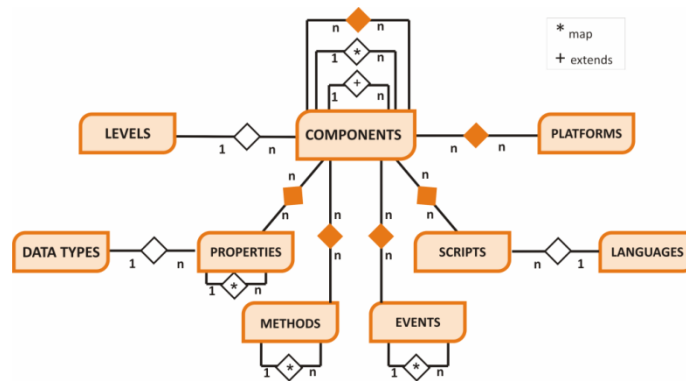 n n
* map
1 * n
+ extends
1 + n
LEVELS
COMPONENTS
PLATFORMS
1 n
n n
n n n n
n n n n
DATA TYPES
PROPERTIES
SCRIPTS
LANGUAGES
1 n
n 1
1 * n
METHODS
EVENTS
1 * n
1 * n